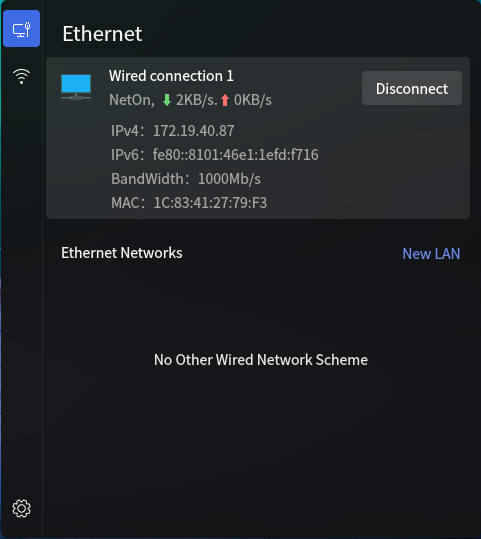 Ethernet
Wired connection 1
NetOn, 2KB/s. 0KB/s
Disconnect
IPv4：172.19.40.87
IPv6：fe80::8101:46e1:1efd:f716
BandWidth：1000Mb/s
MAC：1C:83:41:27:79:F3
Ethernet Networks
New LAN
No Other Wired Network Scheme